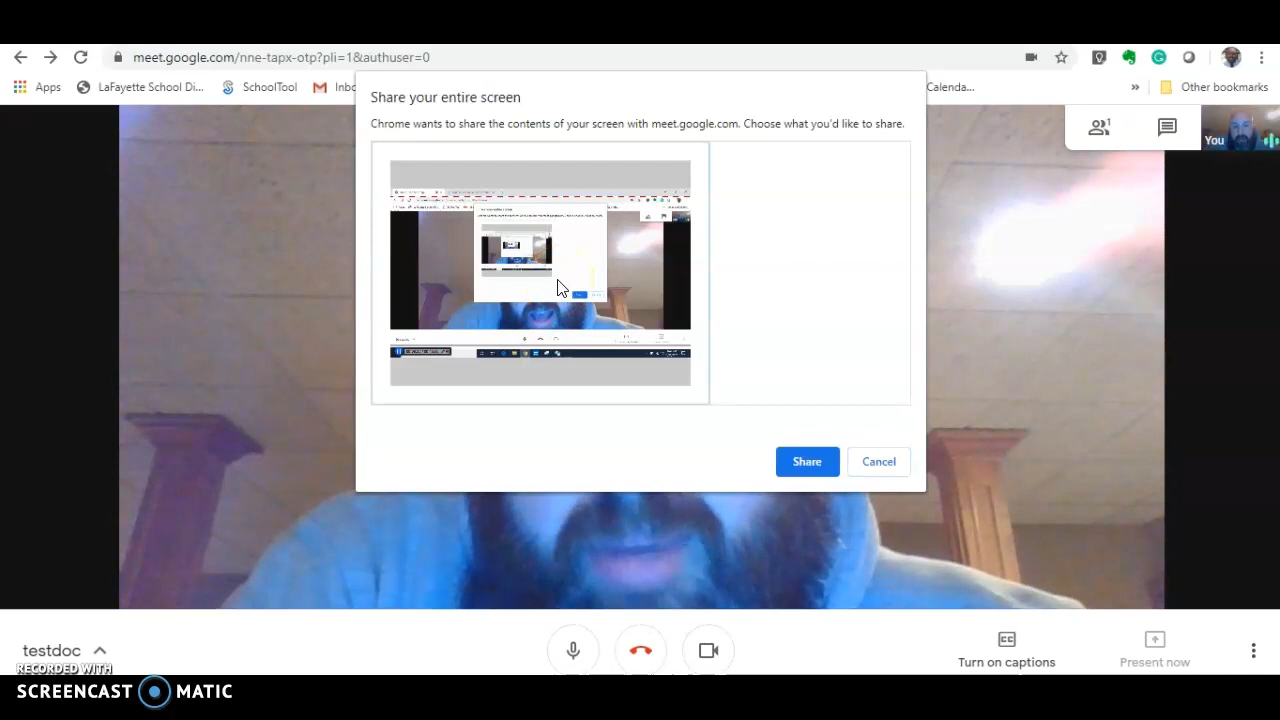 meet.google.com/nne-tapx-otp?pli=1&authuser=0
Apps LaFayette School Di... SchoolTool Inbo Calenda... » Other bookmarks
Share your entire screen
Chrome wants to share the contents of your screen with meet.google.com. Choose what you'd like to share.
1
You
Share Cancel
testdoc
Turn on captions Present now
RECORDED WITH
SCREENCAST MATIC